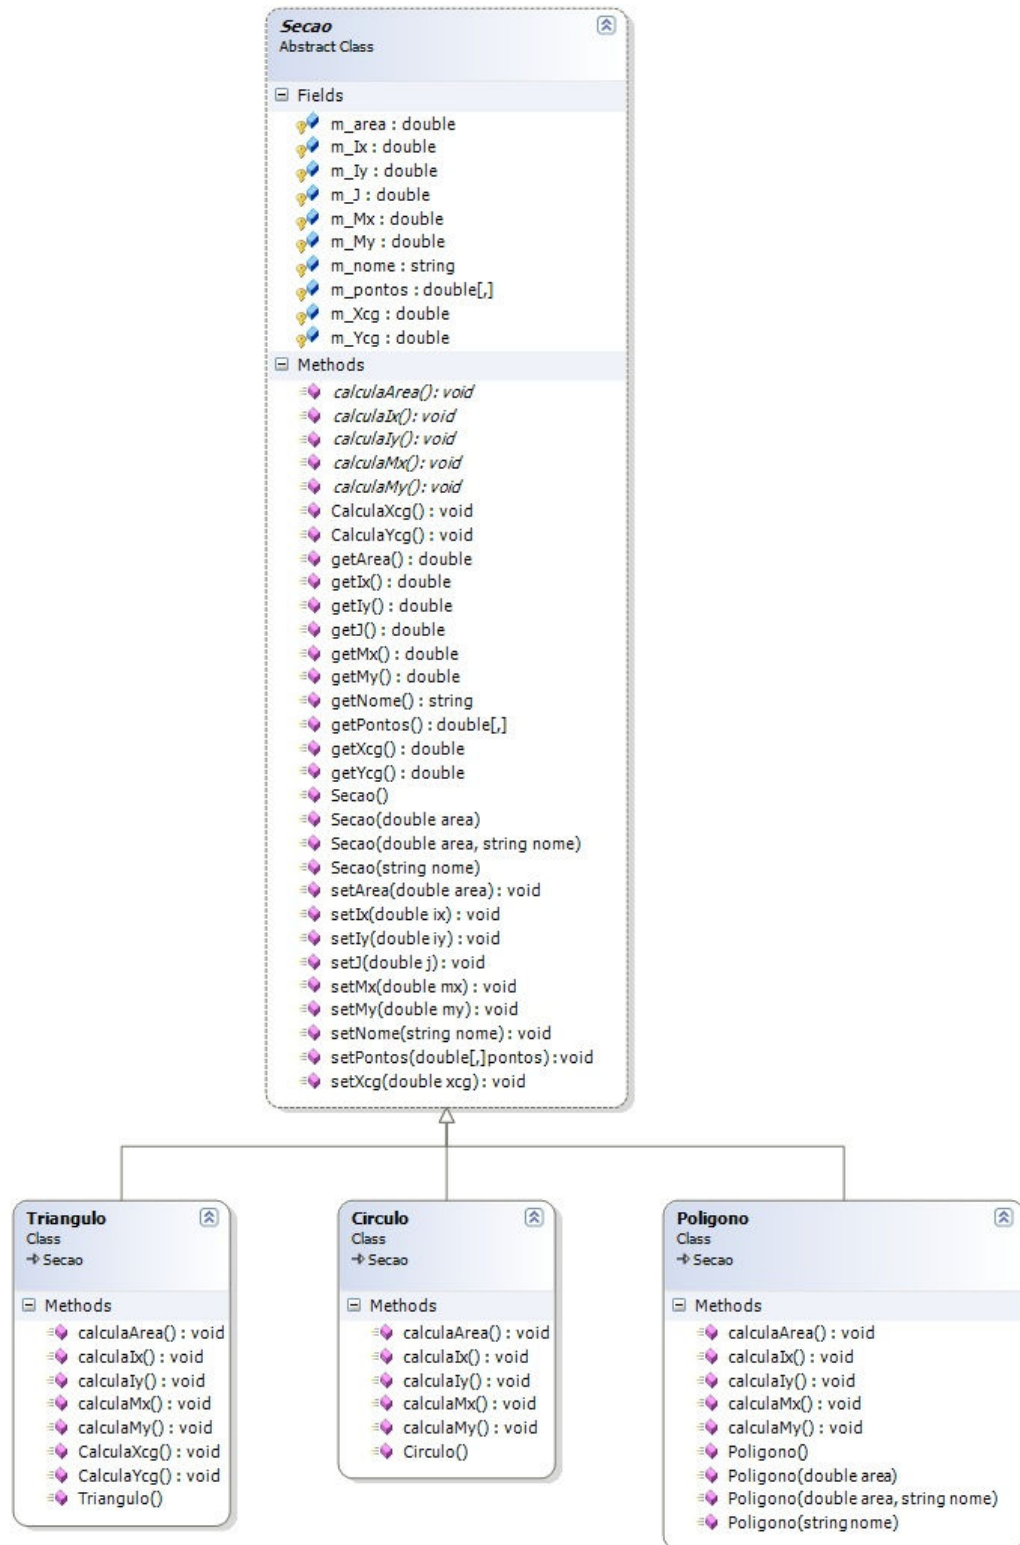 Secao
Abstract Class
Fields
m_area : double
m_Ix : double
m_Iy : double
m_J : double
m_Mx : double
m_My : double
m_nome : string
m_pontos : double[,]
m_Xcg : double
m_Ycg : double
Methods
calculaArea(): void
calculaIx(): void
calculaIy(): void
calculaMx(): void
calculaMy(): void
CalculaXcg() : void
CalculaYcg() : void
getArea() : double
getIx() : double
getIy() : double
getJ() : double
getMx() : double
getMy() : double
getNome() : string
getPontos() : double[,]
getXcg() : double
getYcg() : double
Secao()
Secao(double area)
Secao(double area, string nome)
Secao(string nome)
setArea(double area) : void
setIx(double ix) : void
setIy(double iy) : void
setJ(double j) : void
setMx(double mx) : void
setMy(double my) : void
setNome(string nome) : void
setPontos(double[,]pontos) : void
setXcg(double xcg) : void
Triangulo
Class
Secao
Methods
calculaArea() : void
calculaIx() : void
calculaIy() : void
calculaMx() : void
calculaMy() : void
CalculaXcg() : void
CalculaYcg() : void
Triangulo()
Circulo
Class
Secao
Methods
calculaArea() : void
calculaIx() : void
calculaIy() : void
calculaMx() : void
calculaMy() : void
Circulo()
Poligono
Class
Secao
Methods
calculaArea() : void
calculaIx() : void
calculaIy() : void
calculaMx() : void
calculaMy() : void
Poligono()
Poligono(double area)
Poligono(double area, string nome)
Poligono(string nome)